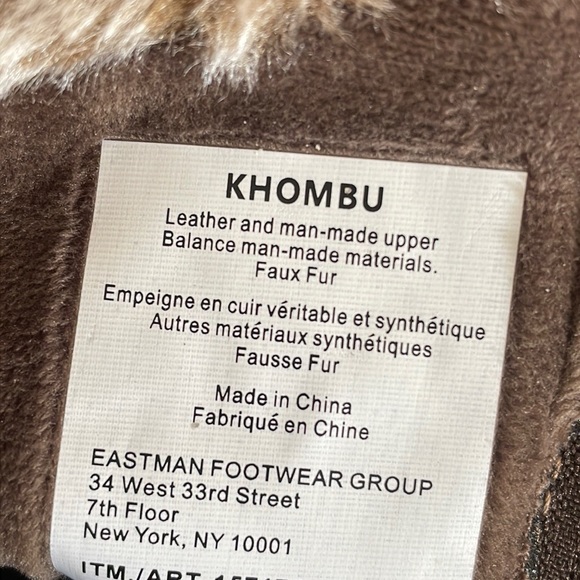 KHOMBU
Leather and man-made upper
Balance man-made materials.
Faux Fur
Empeigne en cuir véritable et synthétique
Autres matériaux synthétiques
Fausse Fur
Made in China
Fabriqué en Chine
EASTMAN FOOTWEAR GROUP
34 West 33rd Street
7th Floor
New York, NY 10001
ITM./ART.